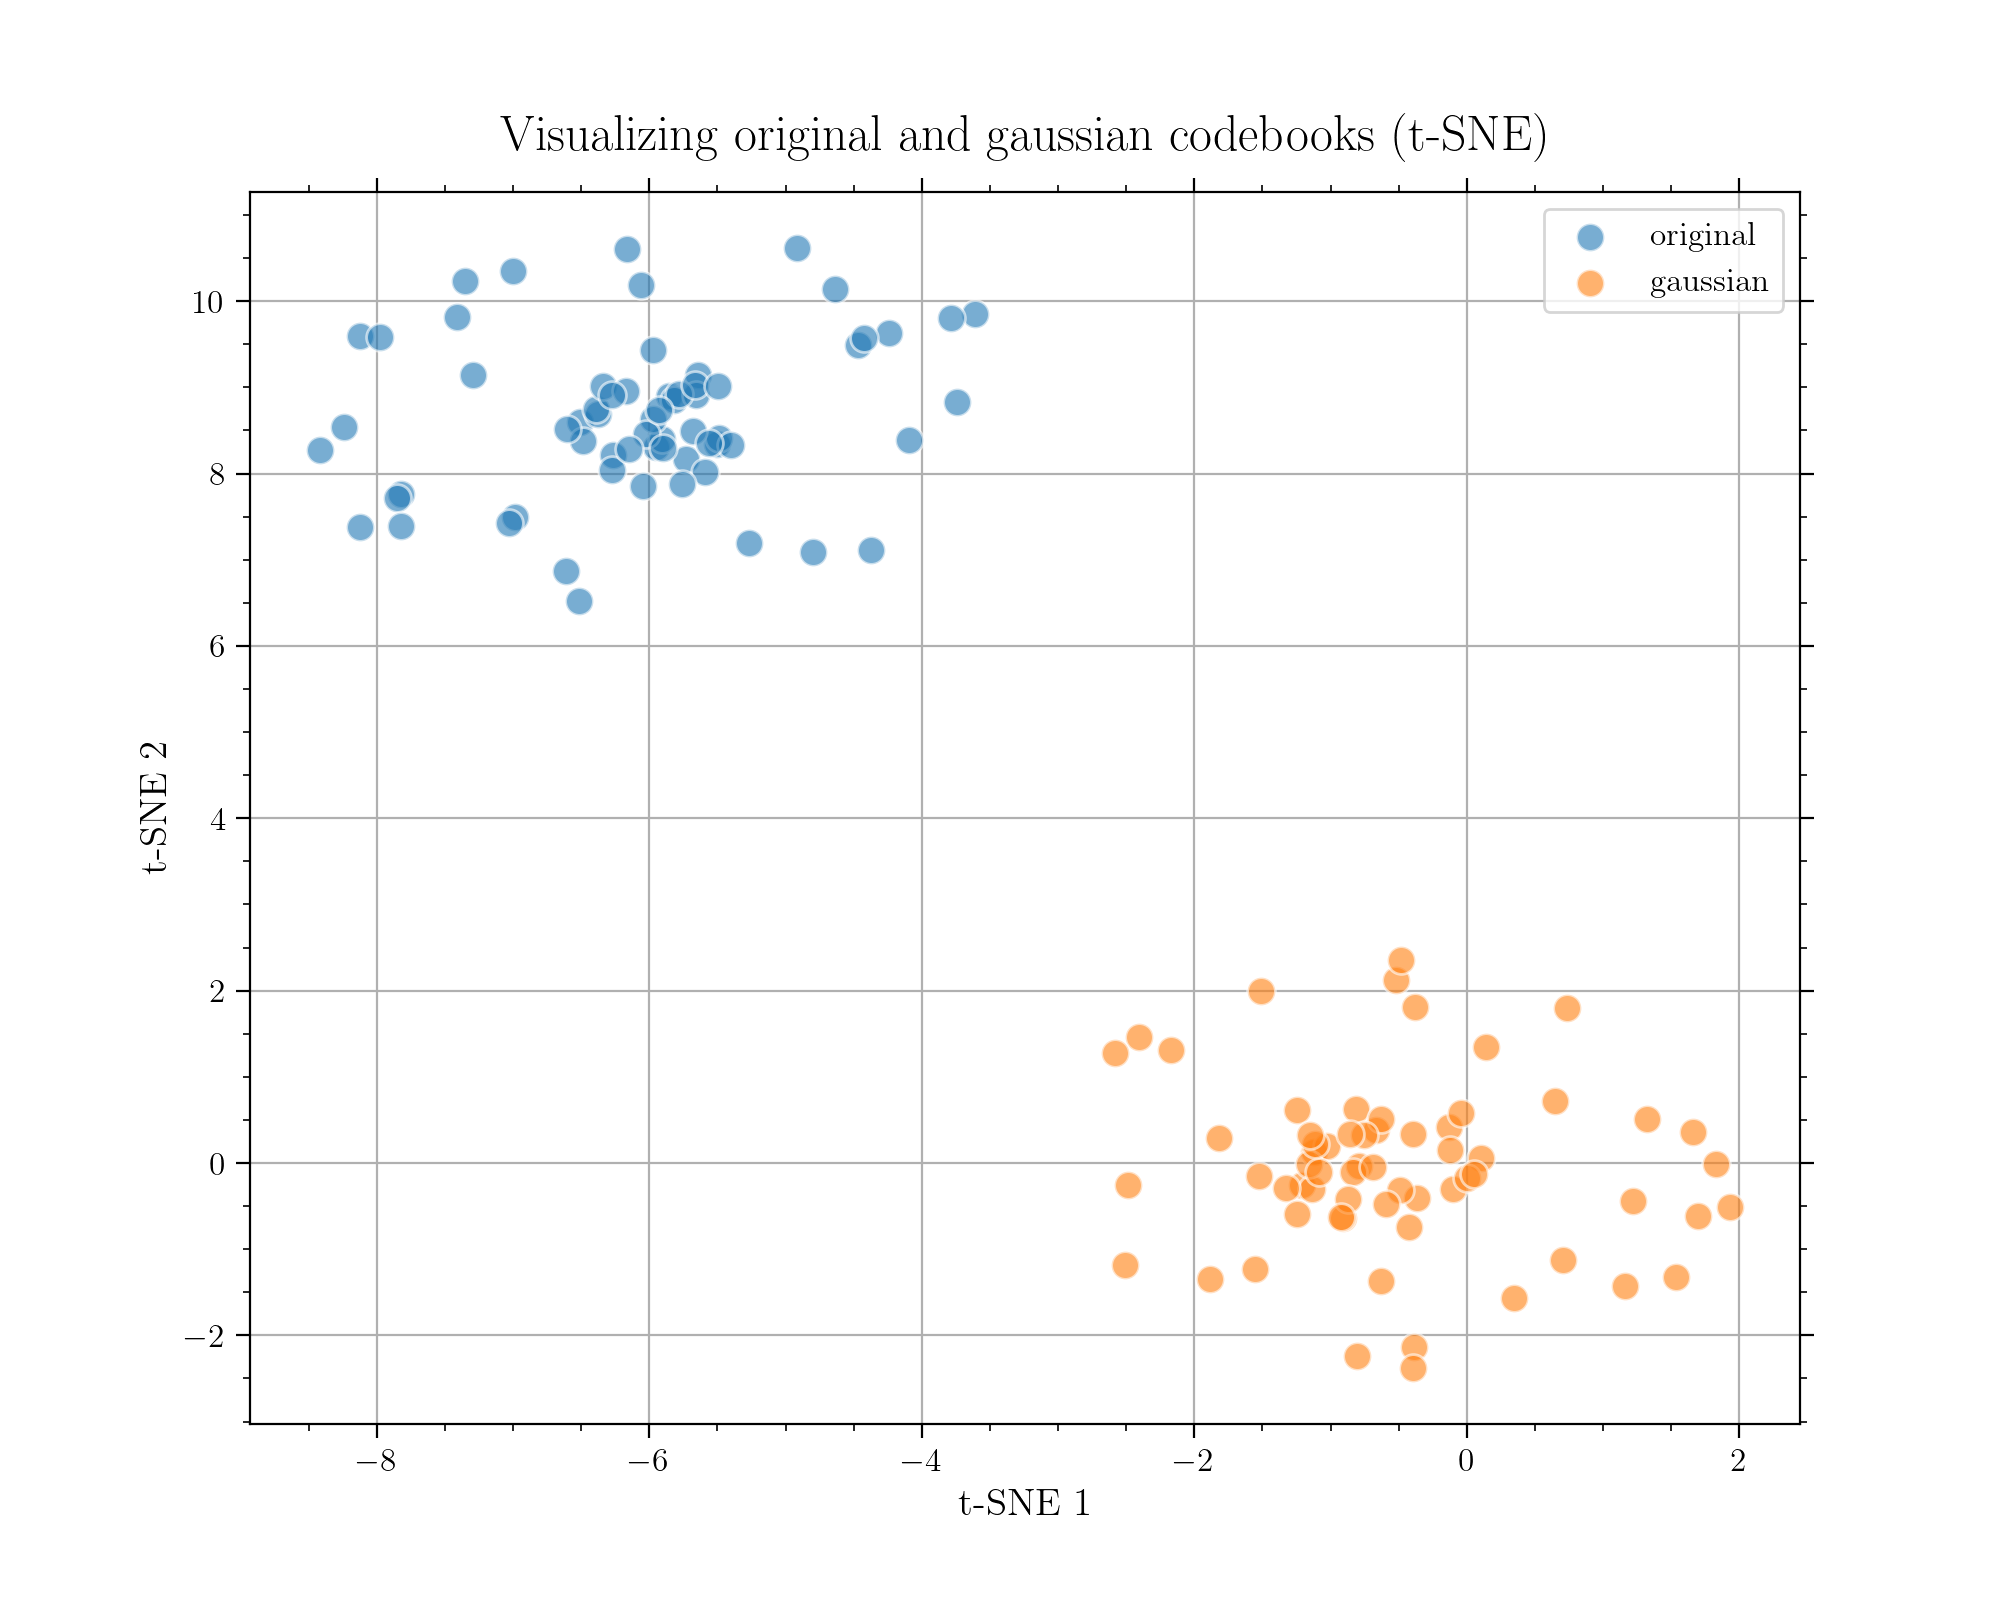 Visualizing original and gaussian codebooks (t-SNE)
original
gaussian
10
8
6
4
2
0
−2
t-SNE 2
−8
−6
−4
−2
0
2
t-SNE 1